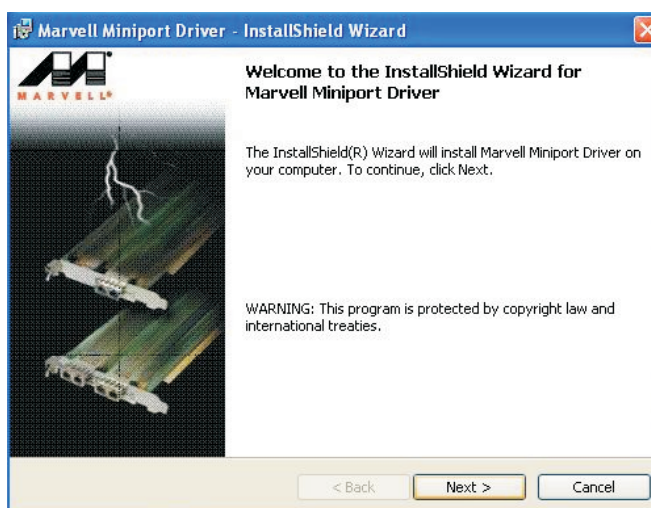 Marvell Miniport Driver - InstallShield Wizard
MARVELL®
Welcome to the InstallShield Wizard for
Marvell Miniport Driver
The InstallShield(R) Wizard will install Marvell Miniport Driver on
your computer. To continue, click Next.
WARNING: This program is protected by copyright law and
international treaties.
< Back
Next >
Cancel